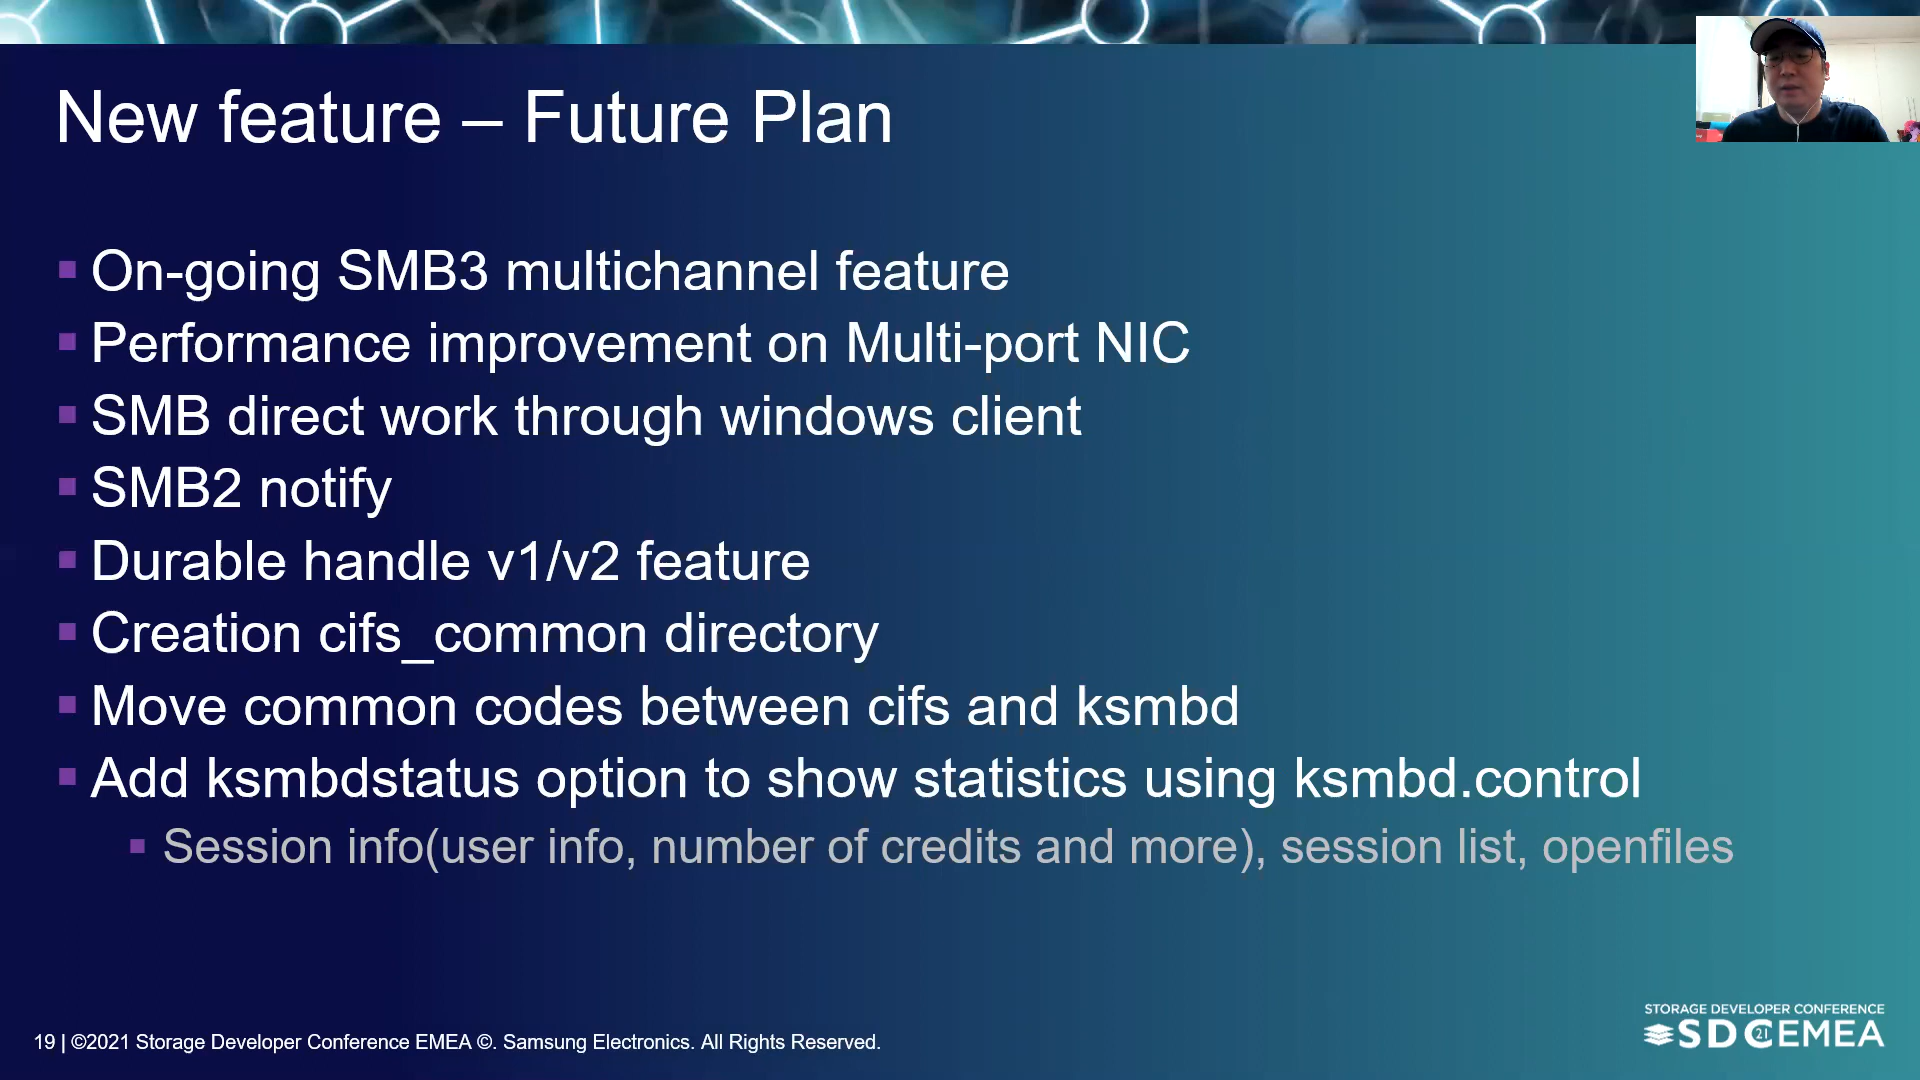 New feature – Future Plan
On-going SMB3 multichannel feature
Performance improvement on Multi-port NIC
SMB direct work through windows client
SMB2 notify
Durable handle v1/v2 feature
Creation cifs_common directory
Move common codes between cifs and ksmbd
Add ksmbdstatus option to show statistics using ksmbd.control
Session info(user info, number of credits and more), session list, openfiles
19 | ©2021 Storage Developer Conference EMEA ©. Samsung Electronics. All Rights Reserved.
STORAGE DEVELOPER CONFERENCE
SDC21EMEA